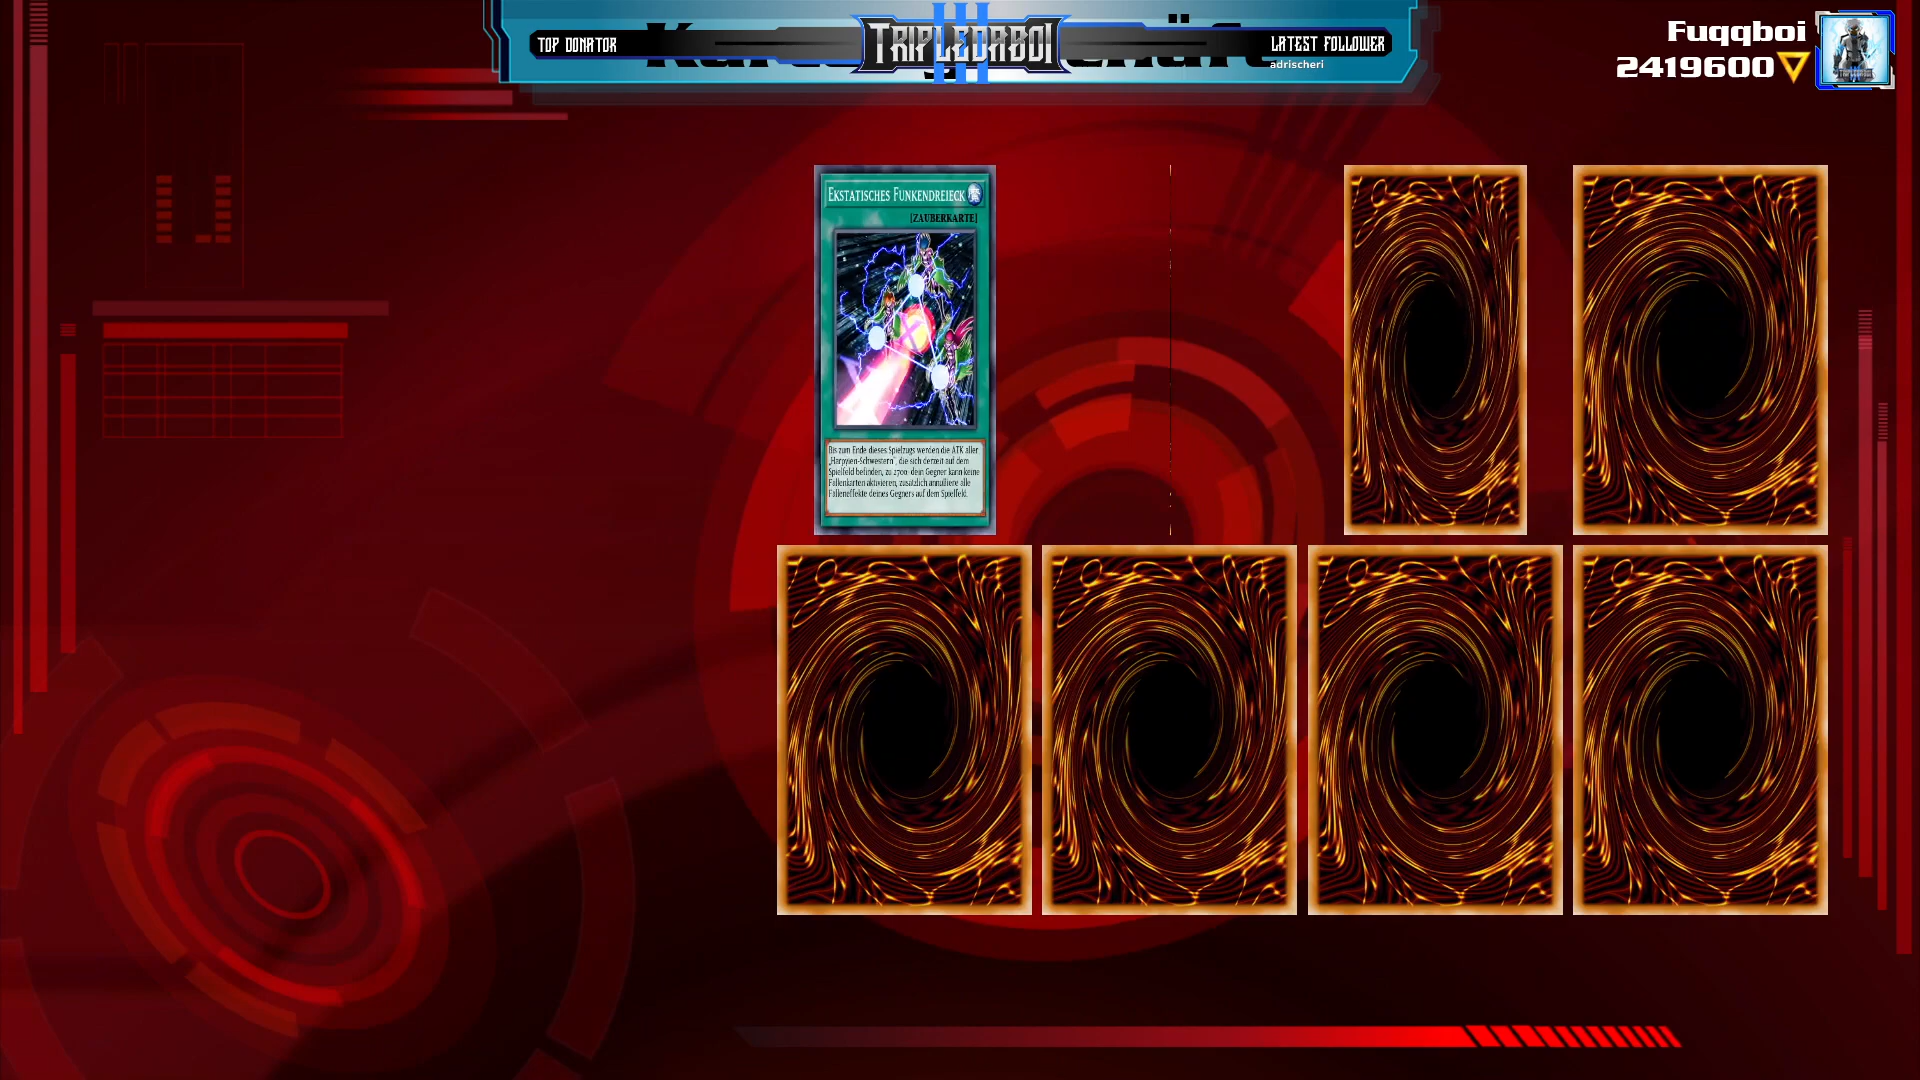 TOP DONATOR
TRIPLEDABOI
LATEST FOLLOWER
adrischeri
Fuqqboi
2419600
EKSTATISCHES FUNKENDREIECK
[ZAUBERKARTE]
Bis zum Ende dieses Spielzugs werden die ATK aller
„Harpyien-Schwestern", die sich derzeit auf dem
Spielfeld befinden, zu 2700- dein Gegner kann keine
Fallenkarten aktivieren, zusätzlich annulliere alle
Falleneffekte deines Gegners auf dem Spielfeld.